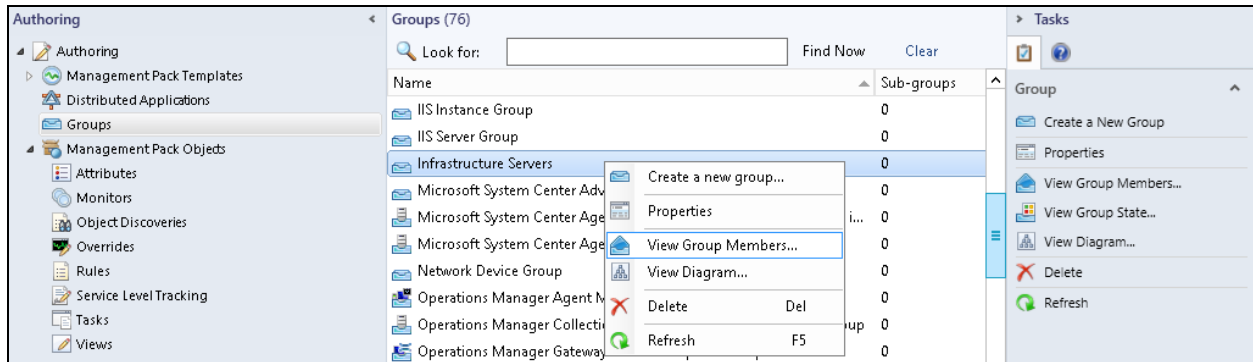 Authoring
Authoring
Management Pack Templates
Distributed Applications
Groups
Management Pack Objects
Attributes
Monitors
Object Discoveries
Overrides
Rules
Service Level Tracking
Tasks
Views
Groups (76)
Look for:
Find Now Clear
Name Sub-groups
IIS Instance Group 0
IIS Server Group 0
Infrastructure Servers 0
Microsoft System Center Adv 0
Microsoft System Center Age i... 0
Microsoft System Center Age 0
Network Device Group 0
Operations Manager Agent M 0
Operations Manager Collecti up 0
Operations Manager Gateway 0
Create a new group...
Properties
View Group Members...
View Diagram...
Delete Del
Refresh F5
Tasks
Group
Create a New Group
Properties
View Group Members...
View Group State...
View Diagram...
Delete
Refresh